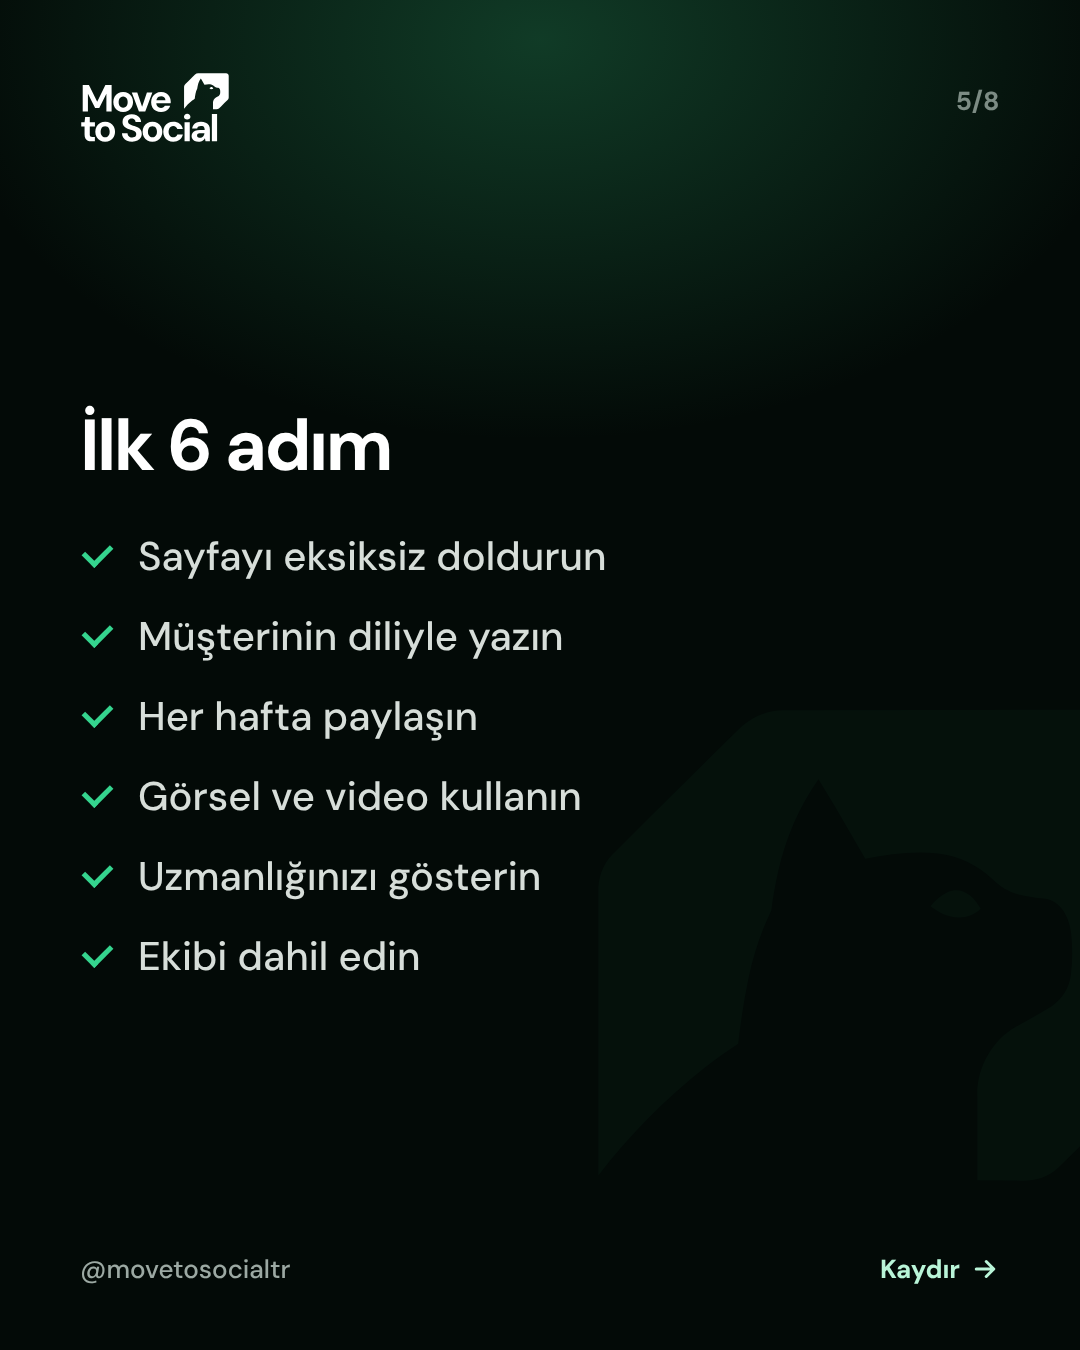 Move
to Social
5/8
İlk 6 adım
Sayfayı eksiksiz doldurun
Müşterinin diliyle yazın
Her hafta paylaşın
Görsel ve video kullanın
Uzmanlığınızı gösterin
Ekibi dahil edin
@movetosocialtr
Kaydır →